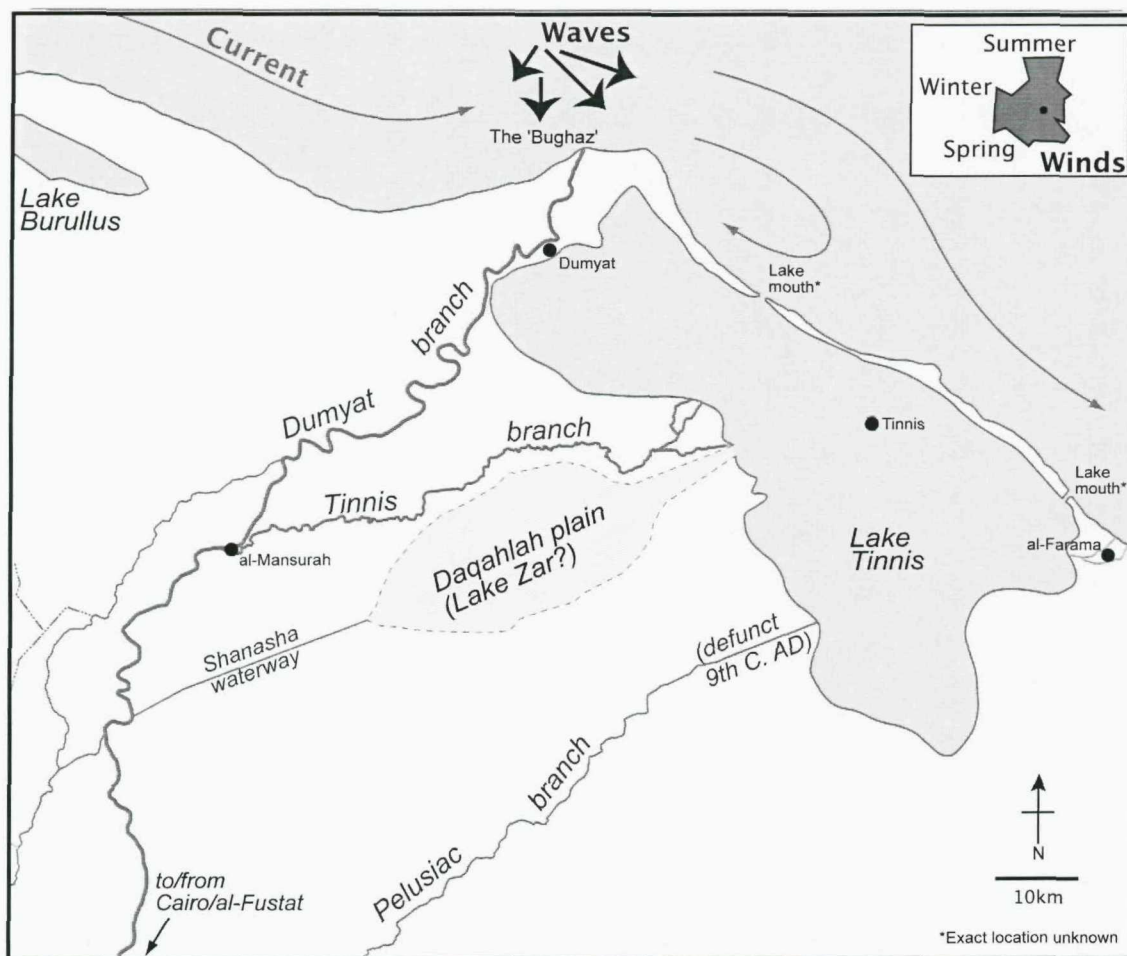 Waves
Current
The 'Bughaz'
Summer
Winter
Spring
Winds
Lake
Burullus
Dumyat
Lake
mouth*
Dumyat branch
Tinnis
Tinnis branch
Lake
mouth*
al-Mansurah
Daqahlah plain
(Lake Zar?)
Lake
Tinnis
al-Farama
Shanasha
waterway
(defunct
9th C. AD)
Pelusiac branch
to/from
Cairo/al-Fustat
N
10km
*Exact location unknown